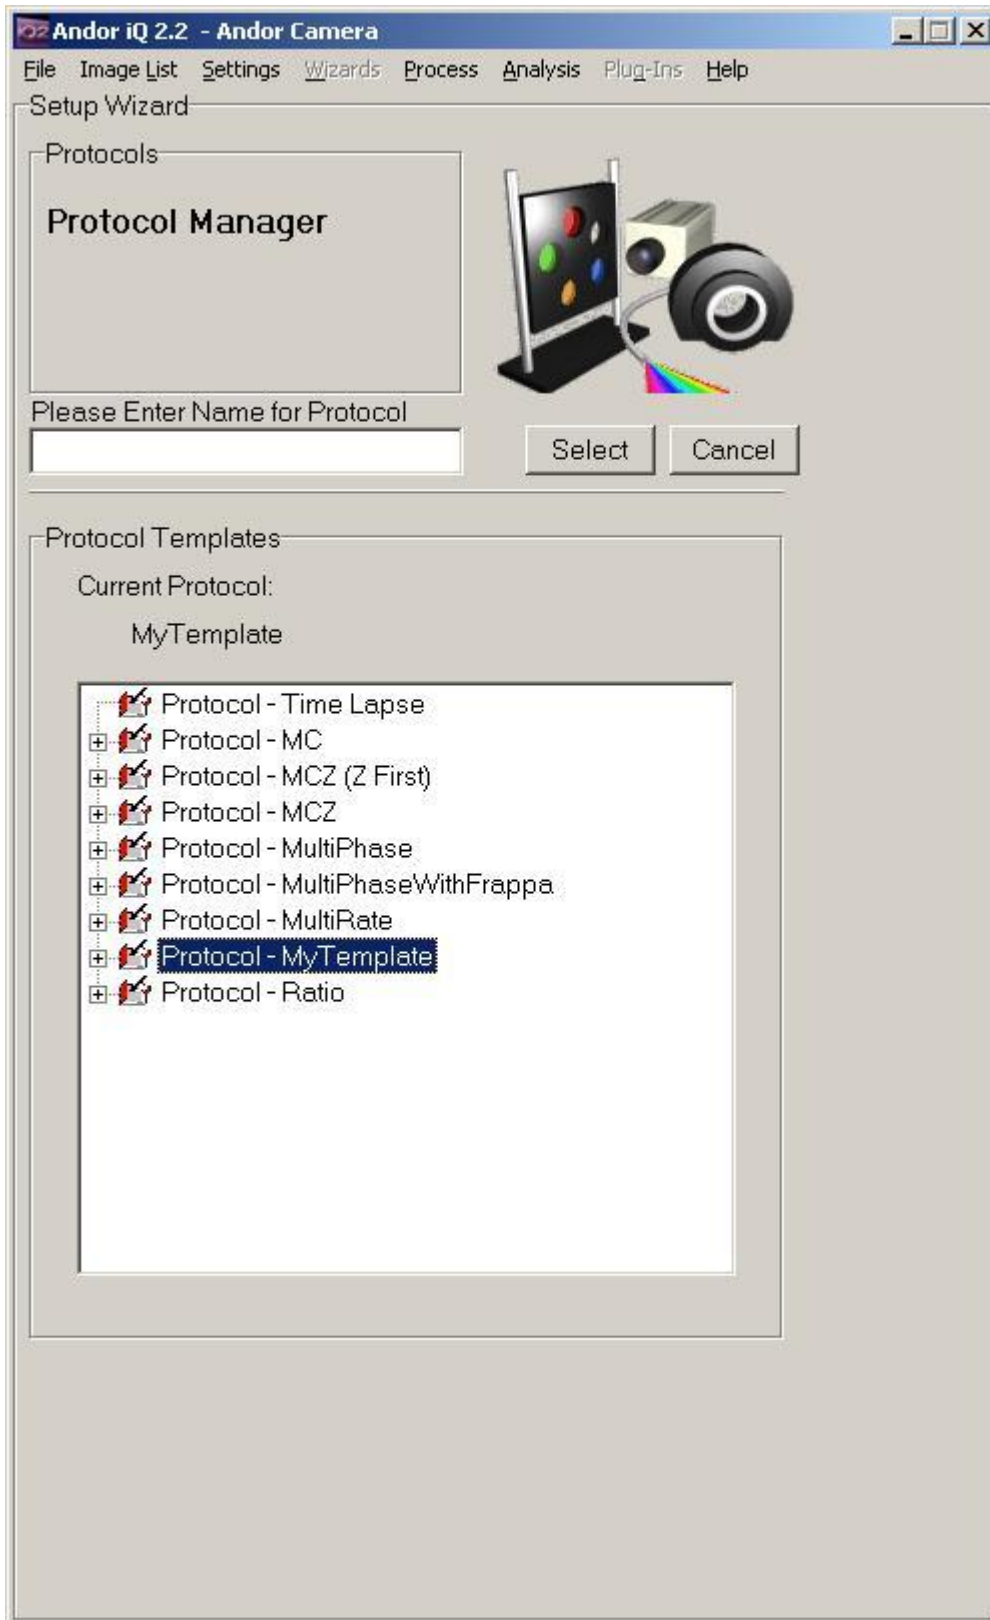 Andor iQ 2.2 - Andor Camera
File Image List Settings Wizards Process Analysis Plug-Ins Help
Setup Wizard
Protocols
Protocol Manager
Please Enter Name for Protocol
Select Cancel
Protocol Templates
Current Protocol:
MyTemplate
Protocol - Time Lapse
Protocol - MC
Protocol - MCZ (Z First)
Protocol - MCZ
Protocol - MultiPhase
Protocol - MultiPhaseWithFrappa
Protocol - MultiRate
Protocol - MyTemplate
Protocol - Ratio